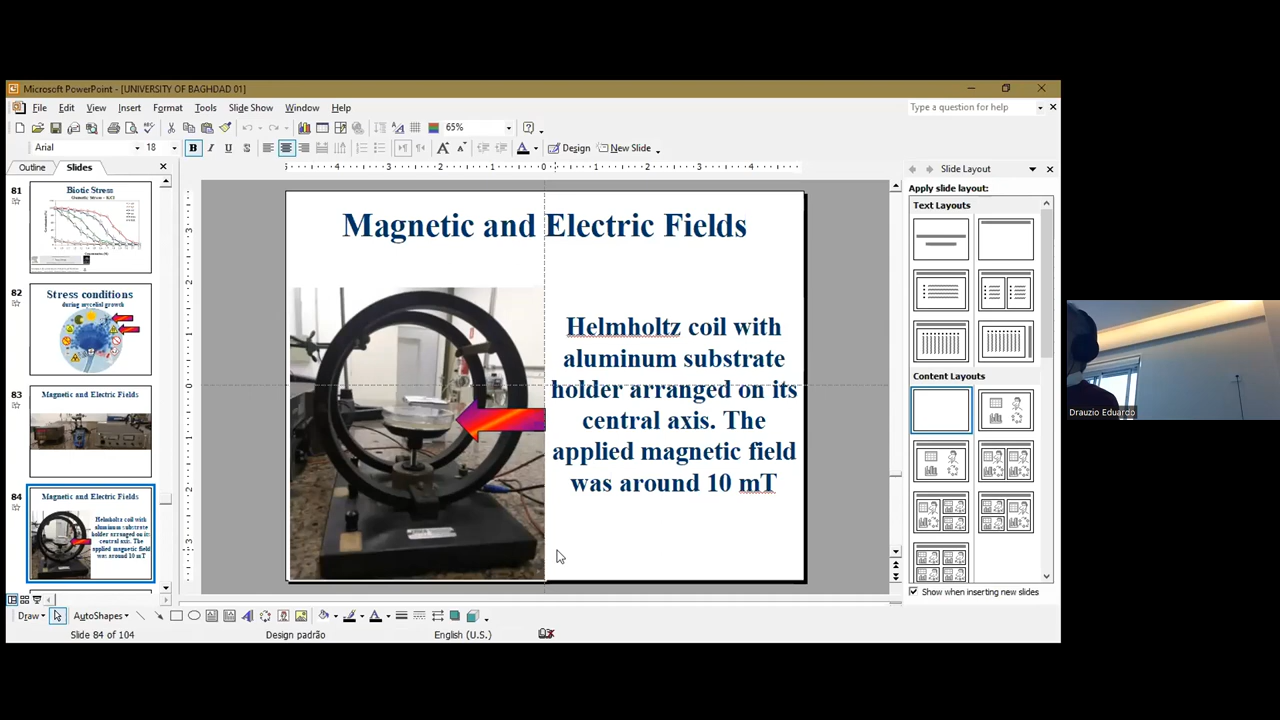 Microsoft PowerPoint - [UNIVERSITY OF BAGHDAD 01]
File Edit View Insert Format Tools Slide Show Window Help
Type a question for help
65%
Arial 18 B I U S A A A Design New Slide
Outline Slides
Slide Layout
Apply slide layout:
Text Layouts
Content Layouts
Show when inserting new slides
81
Biotic Stress
Osmotic Stress - KCl
82
Stress conditions
during mycelial growth
83
Magnetic and Electric Fields
84
Magnetic and Electric Fields
Helmholtz coil with
aluminum substrate
holder arranged on its
central axis. The
applied magnetic field
was around 10 mT
Magnetic and Electric Fields
Helmholtz coil with
aluminum substrate
holder arranged on its
central axis. The
applied magnetic field
was around 10 mT
Draw AutoShapes
Slide 84 of 104 Design padrão English (U.S.)
Drauzio Eduardo